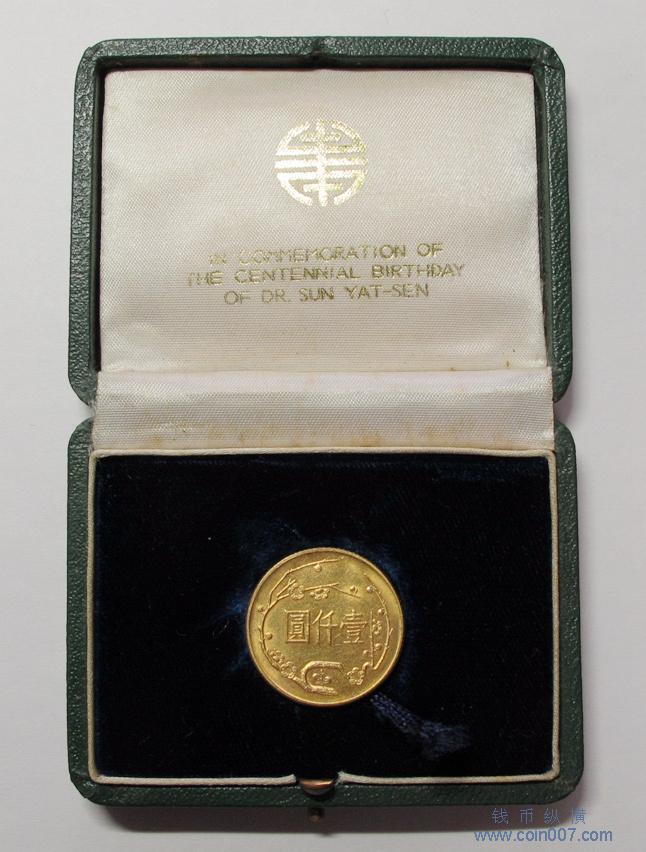 IN COMMEMORATION OF
THE CENTENNIAL BIRTHDAY
OF DR. SUN YAT-SEN
圓仟壹
钱币纵横
www.coin007.com